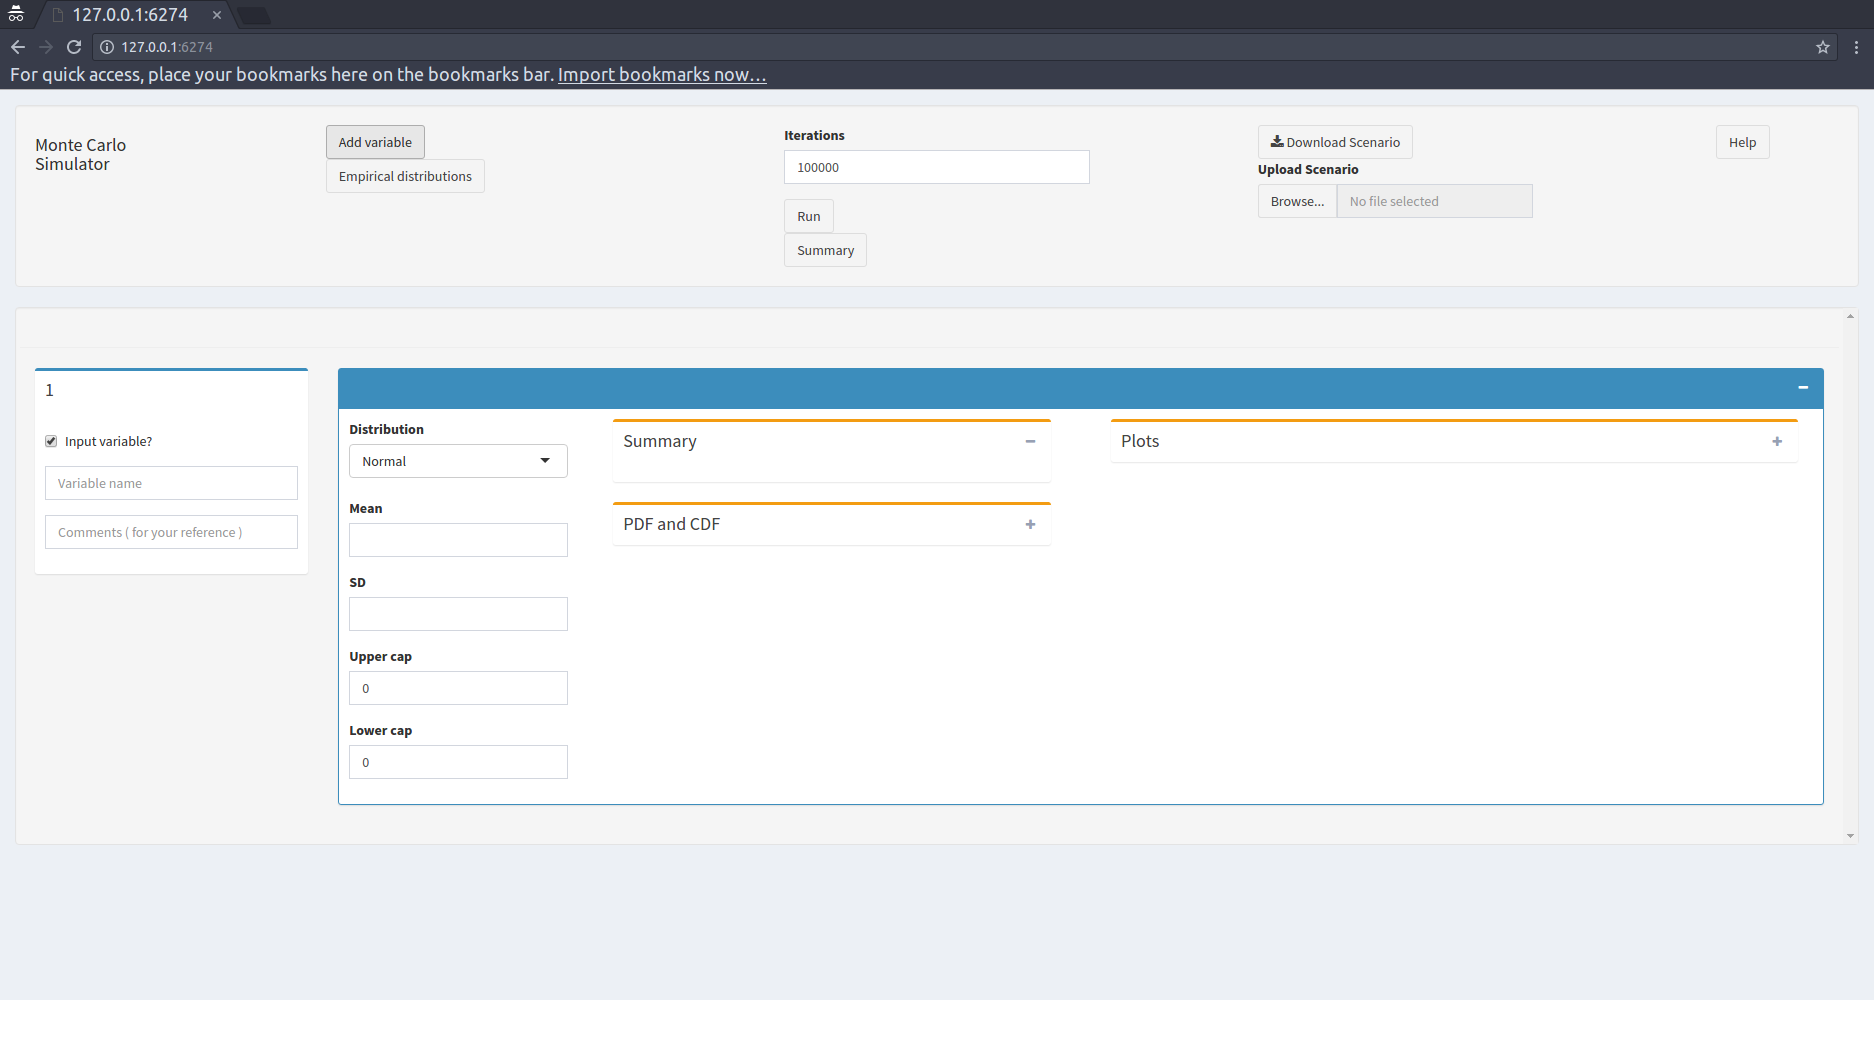 127.0.0.1:6274
127.0.0.1:6274
For quick access, place your bookmarks here on the bookmarks bar. Import bookmarks now...
Monte Carlo
Simulator
Add variable
Empirical distributions
Iterations
100000
Run
Summary
Download Scenario
Upload Scenario
Browse...
No file selected
Help
1
Input variable?
Variable name
Comments ( for your reference )
Distribution
Normal
Mean
SD
Upper cap
0
Lower cap
0
Summary
PDF and CDF
Plots